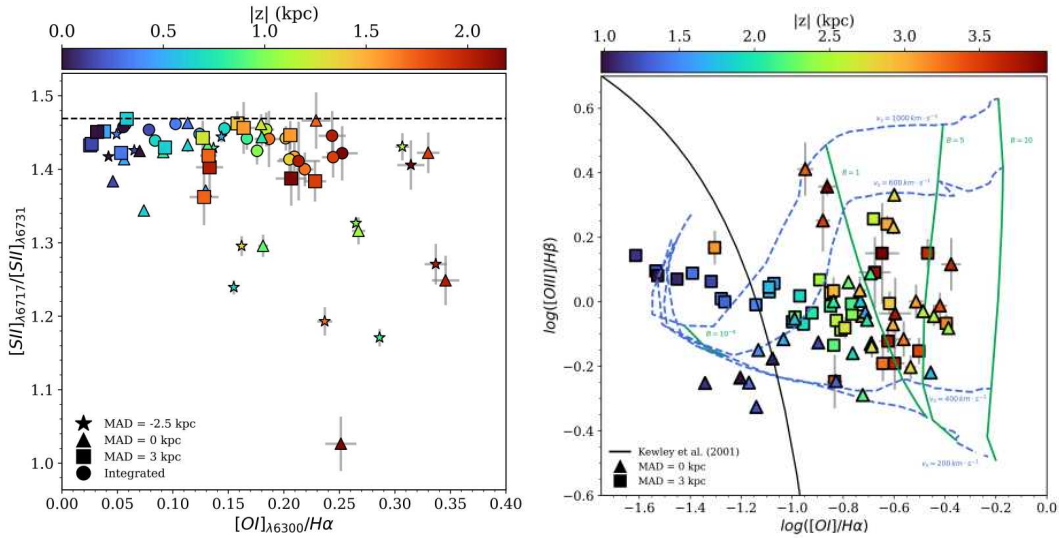 |z| (kpc)
0.0 0.5 1.0 1.5 2.0
1.5
1.4
1.3
1.2
1.1
1.0
[SII]λ6717/[SII]λ6731
MAD = -2.5 kpc
MAD = 0 kpc
MAD = 3 kpc
Integrated
0.00 0.05 0.10 0.15 0.20 0.25 0.30 0.35 0.40
[OI]λ6300/Hα
|z| (kpc)
1.0 1.5 2.0 2.5 3.0 3.5
0.6
0.4
0.2
0.0
−0.2
−0.4
−0.6
log([OIII]/Hβ)
vs = 1000 km · s−1
B = 5
B = 10
B = 1
vs = 600 km · s−1
B = 10−4
vs = 400 km · s−1
vs = 200 km · s−1
Kewley et al. (2001)
MAD = 0 kpc
MAD = 3 kpc
−1.6 −1.4 −1.2 −1.0 −0.8 −0.6 −0.4 −0.2 0.0
log([OI]/Hα)